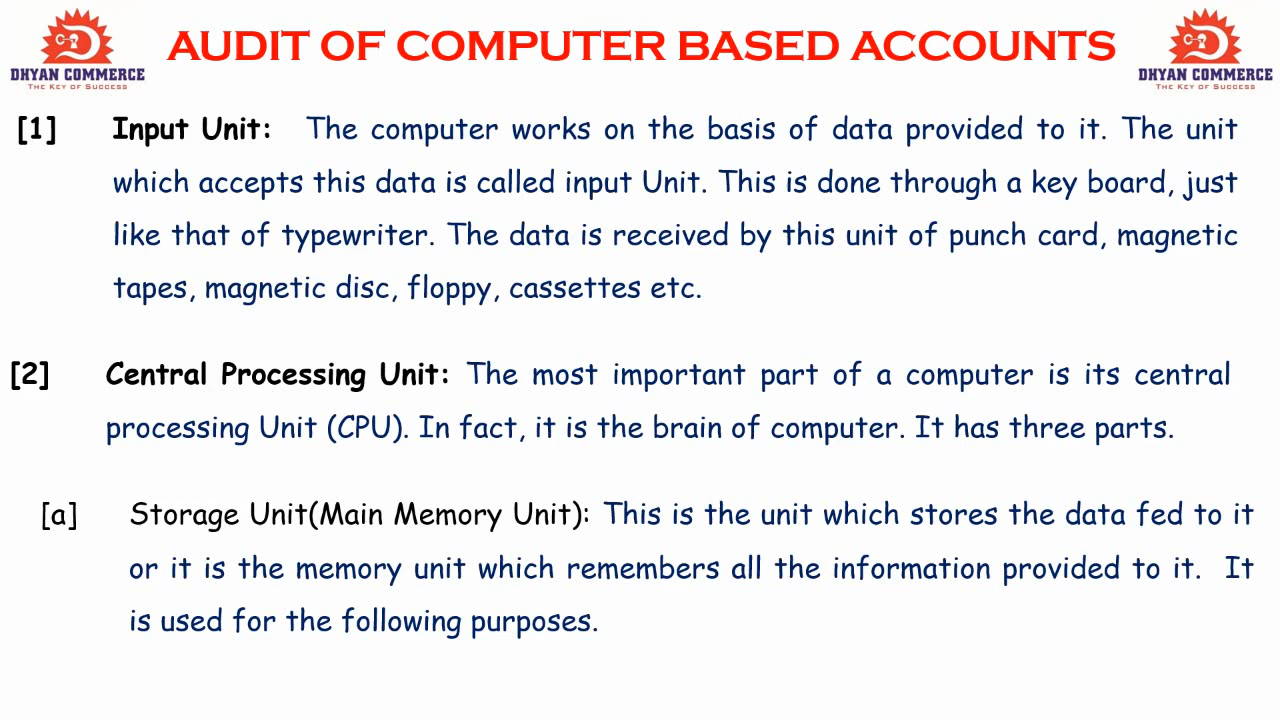 DHYAN COMMERCE
THE KEY OF SUCCESS
AUDIT OF COMPUTER BASED ACCOUNTS
DHYAN COMMERCE
THE KEY OF SUCCESS
[1] Input Unit: The computer works on the basis of data provided to it. The unit
which accepts this data is called input Unit. This is done through a key board, just
like that of typewriter. The data is received by this unit of punch card, magnetic
tapes, magnetic disc, floppy, cassettes etc.
[2] Central Processing Unit: The most important part of a computer is its central
processing Unit (CPU). In fact, it is the brain of computer. It has three parts.
[a] Storage Unit(Main Memory Unit): This is the unit which stores the data fed to it
or it is the memory unit which remembers all the information provided to it. It
is used for the following purposes.